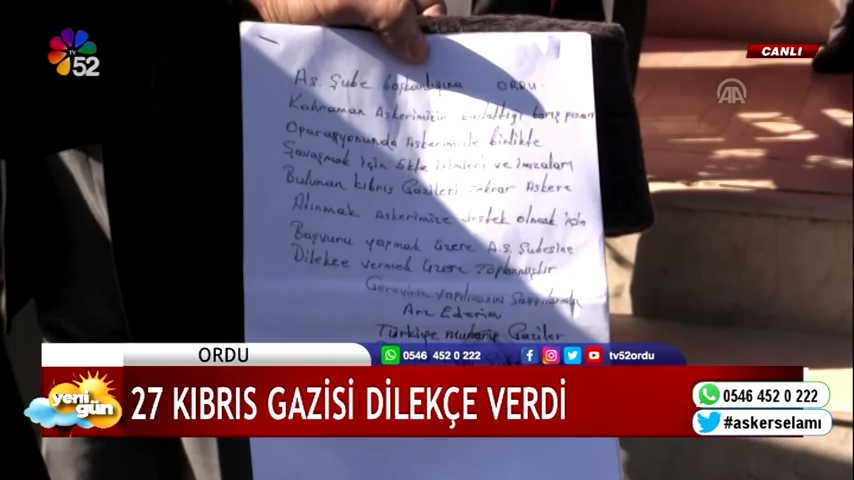 TV
52
CANLI
AA
As. Şube Başkanlığına ORDU
Kahraman Askerimizin başlattığı barış pınarı
Oparasyonunda Askerimizle birlikte
Savaşmak için Ekte isimleri ve imzaları
Bulunan kıbrıs Gazileri Tekrar Askere
Alınmak Askerimize destek olmak için
Başvuru yapmak üzere A.ş Şubesine
Dilekçe vermek üzere Toplanmıştır
Gereğinin yapılmasını Saygılarımla
Arz Ederim
Türkiye muharip Gaziler
ORDU
0546 452 0 222
tv52ordu
yeni gün
27 KIBRIS GAZİSİ DİLEKÇE VERDİ
0546 452 0 222
#askerselamı